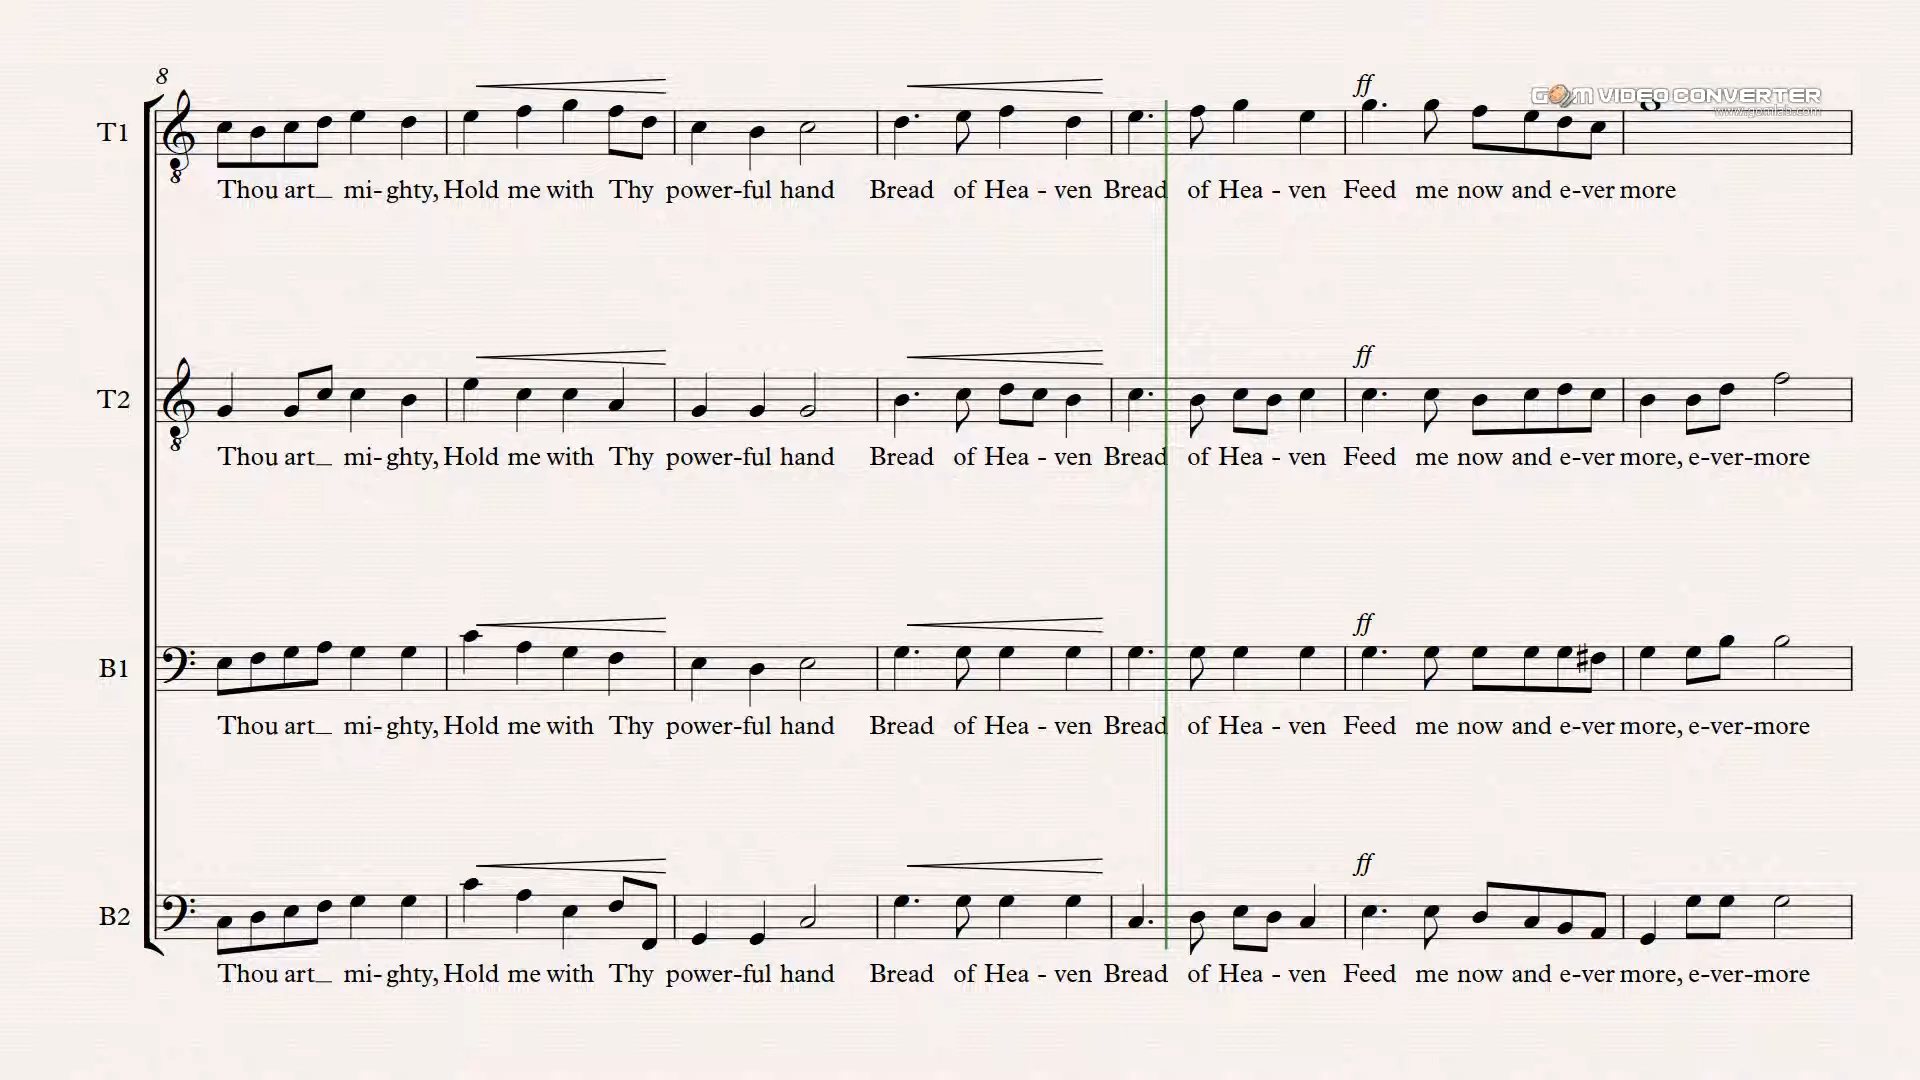 8
ff
GOM VIDEO CONVERTER
www.gomlab.com
T1
8
Thou art_ mi-ghty, Hold me with Thy power-ful hand Bread of Hea - ven Bread of Hea - ven Feed me now and e-ver more
ff
T2
8
Thou art_ mi-ghty, Hold me with Thy power-ful hand Bread of Hea - ven Bread of Hea - ven Feed me now and e-ver more, e-ver-more
ff
B1
Thou art_ mi-ghty, Hold me with Thy power-ful hand Bread of Hea - ven Bread of Hea - ven Feed me now and e-ver more, e-ver-more
ff
B2
Thou art_ mi-ghty, Hold me with Thy power-ful hand Bread of Hea - ven Bread of Hea - ven Feed me now and e-ver more, e-ver-more